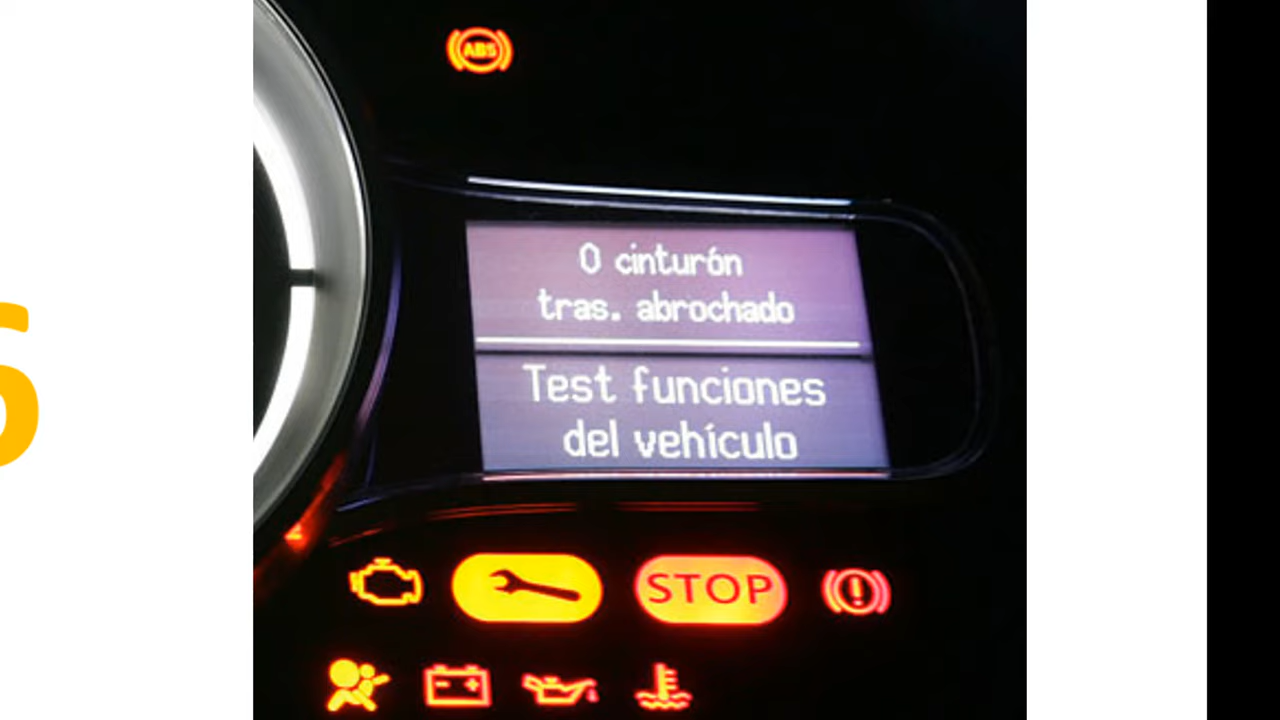 ABS
0 cinturón
tras. abrochado
Test funciones
del vehículo
STOP